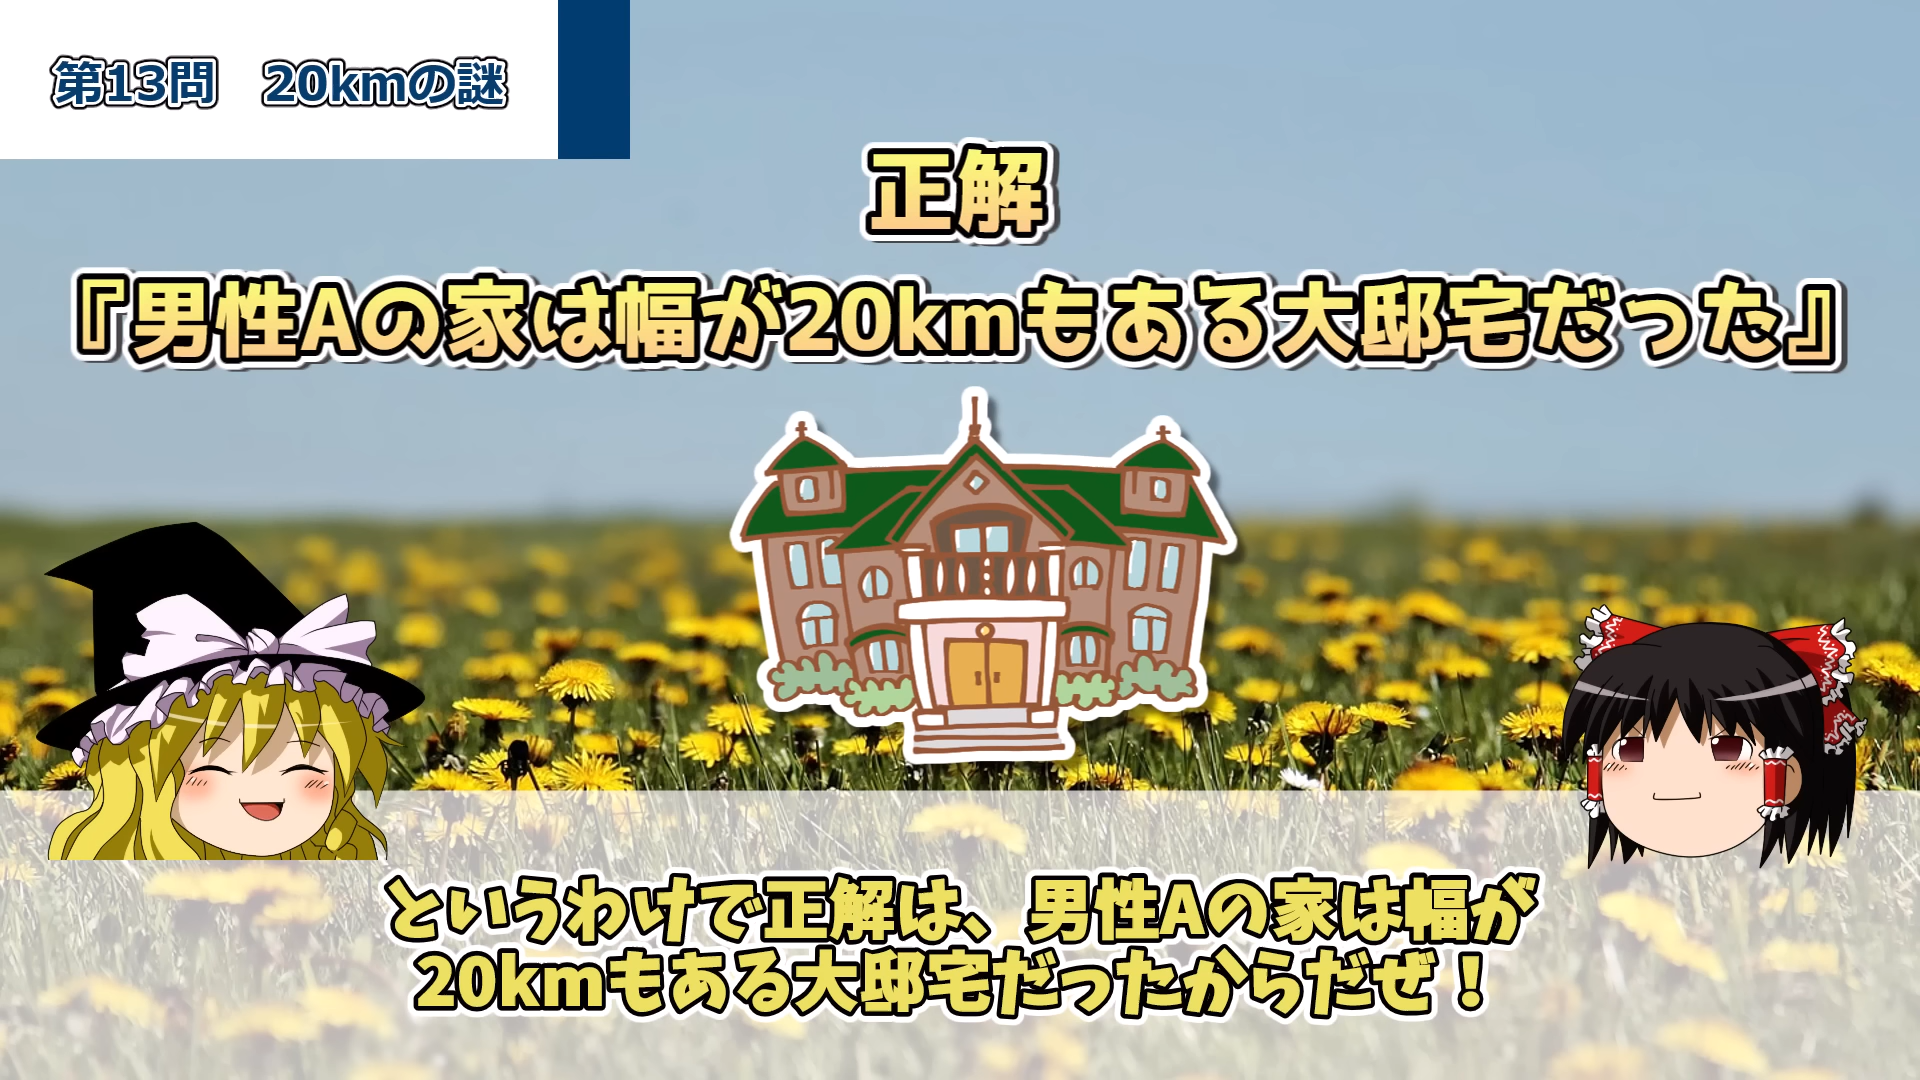 第13問　20kmの謎
正解
『男性Aの家は幅が20kmもある大邸宅だった』
というわけで正解は、男性Aの家は幅が
20kmもある大邸宅だったからだぜ！